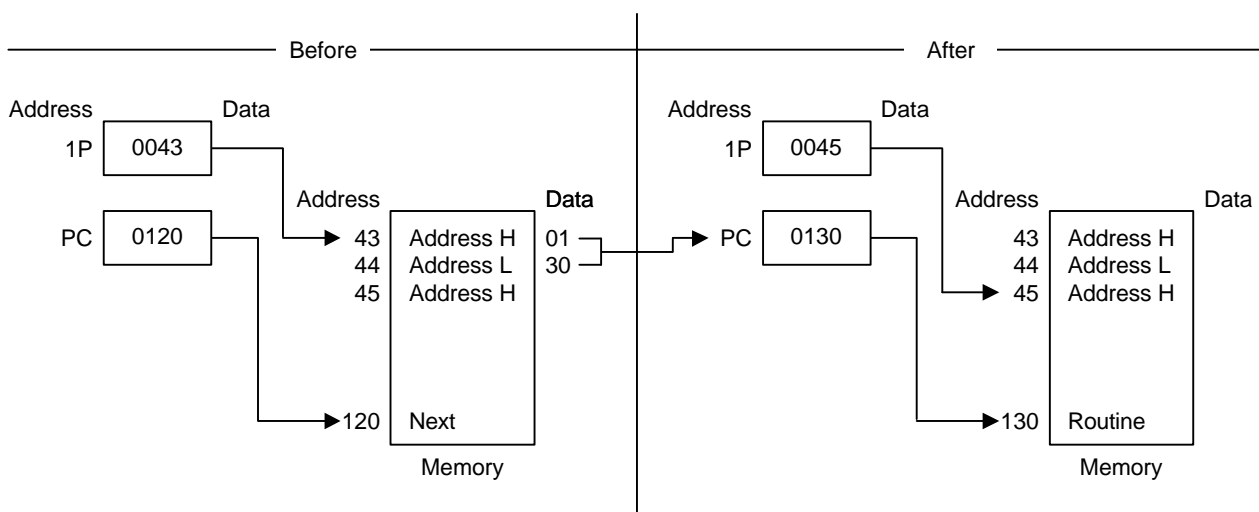 Before
After
Address Data
1P 0043
Address Data
PC 0120
43 Address H 01
44 Address L 30
45 Address H
120 Next
Memory
Address Data
1P 0045
Address Data
PC 0130
43 Address H
44 Address L
45 Address H
130 Routine
Memory